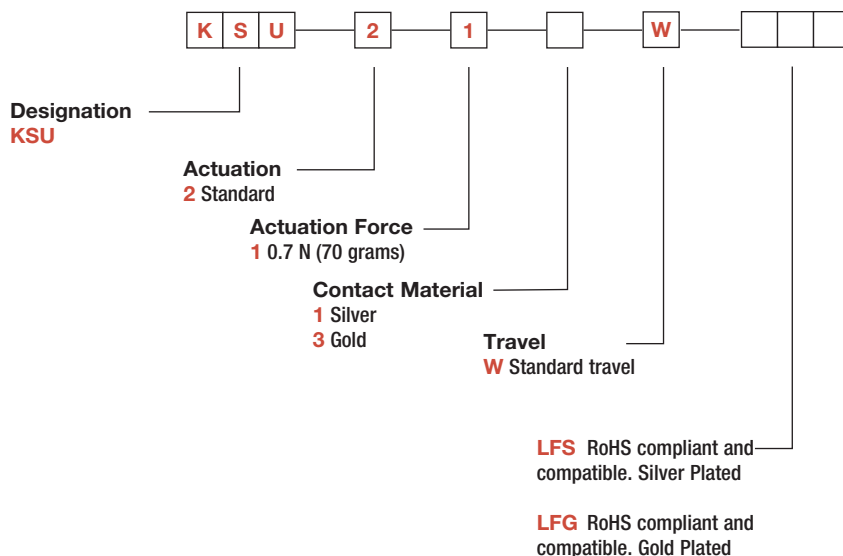 K S U 2 1 W
Designation
KSU
Actuation
2 Standard
Actuation Force
1 0.7 N (70 grams)
Contact Material
1 Silver
3 Gold
Travel
W Standard travel
LFS RoHS compliant and
compatible. Silver Plated
LFG RoHS compliant and
compatible. Gold Plated